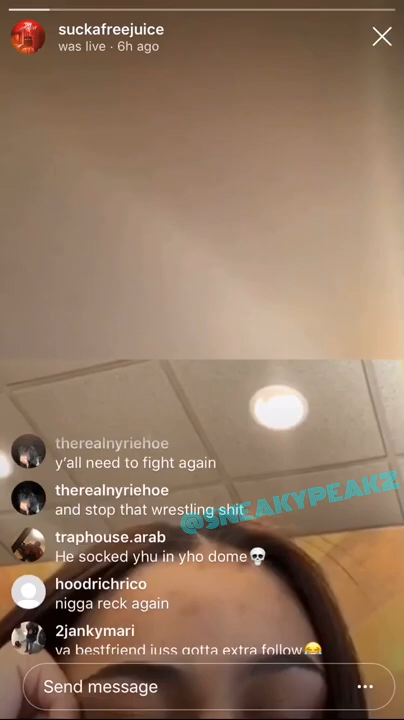 suckafreejuice
was live · 6h ago
therealnyriehoe
y'all need to fight again
therealnyriehoe
and stop that wrestling shit
@SNEAKYPEAKZ
traphouse.arab
He socked yhu in yho dome💀
hoodrichrico
nigga reck again
2jankymari
ya bestfriend juss gotta extra follow😂
Send message